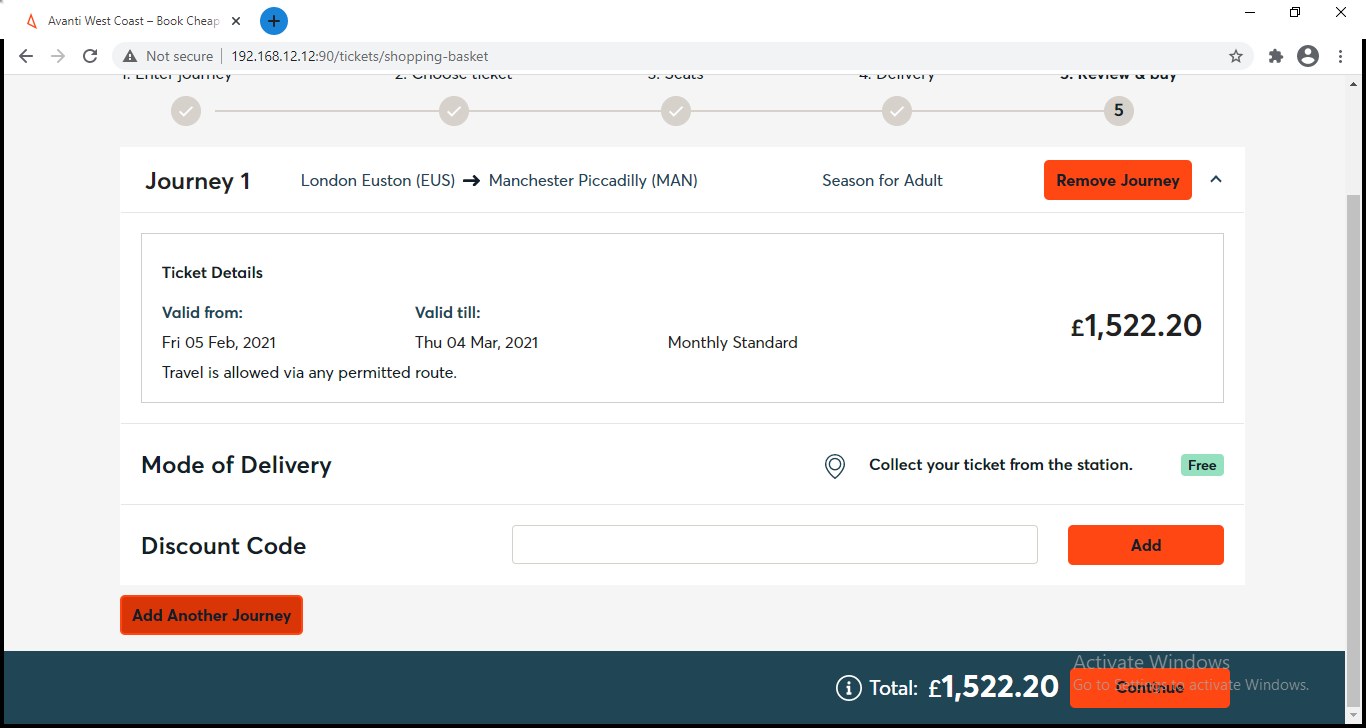 Avanti West Coast – Book Cheap
Not secure
192.168.12.12:90/tickets/shopping-basket
1. Enter journey
2. Choose ticket
3. Seats
4. Delivery
5. Review & buy
5
Journey 1
London Euston (EUS) → Manchester Piccadilly (MAN)
Season for Adult
Remove Journey
Ticket Details
Valid from:
Valid till:
Fri 05 Feb, 2021
Thu 04 Mar, 2021
Monthly Standard
£1,522.20
Travel is allowed via any permitted route.
Mode of Delivery
Collect your ticket from the station.
Free
Discount Code
Add
Add Another Journey
Total: £1,522.20
Continue
Activate Windows
Go to Settings to activate Windows.